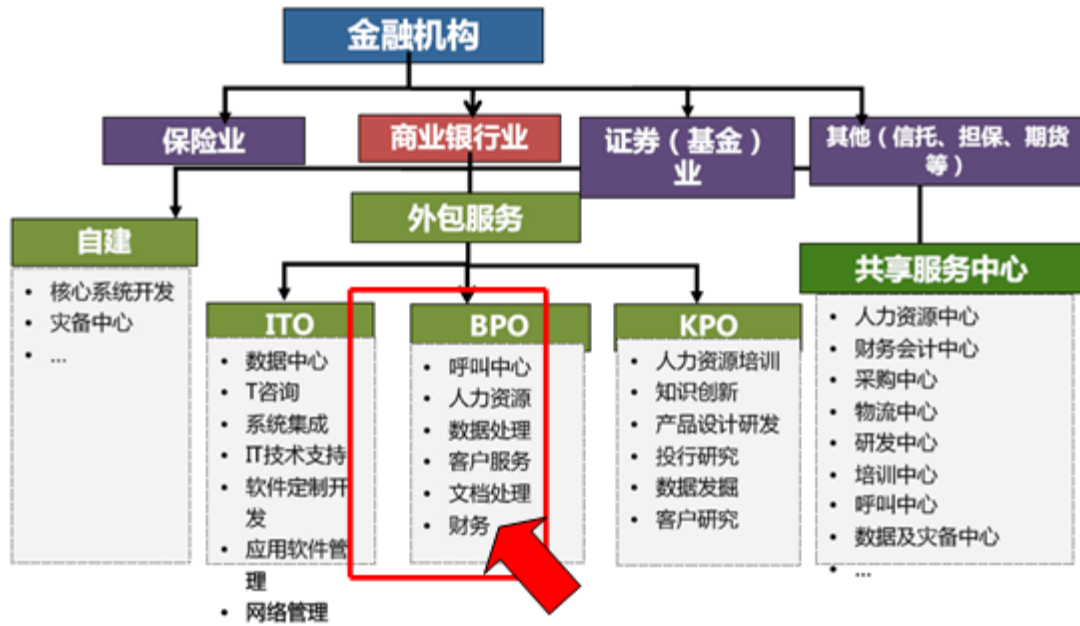 金融机构
保险业
商业银行业
证券（基金）
业
其他（信托、担保、期货
等）
自建
• 核心系统开发
• 灾备中心
• ...
外包服务
ITO
• 数据中心
• T咨询
• 系统集成
• IT技术支持
• 软件定制开
发
• 应用软件管
理
• 网络管理
BPO
• 呼叫中心
• 人力资源
• 数据处理
• 客户服务
• 文档处理
• 财务
KPO
• 人力资源培训
• 知识创新
• 产品设计研发
• 投行研究
• 数据发掘
• 客户研究
共享服务中心
• 人力资源中心
• 财务会计中心
• 采购中心
• 物流中心
• 研发中心
• 培训中心
• 呼叫中心
• 数据及灾备中心
• ...